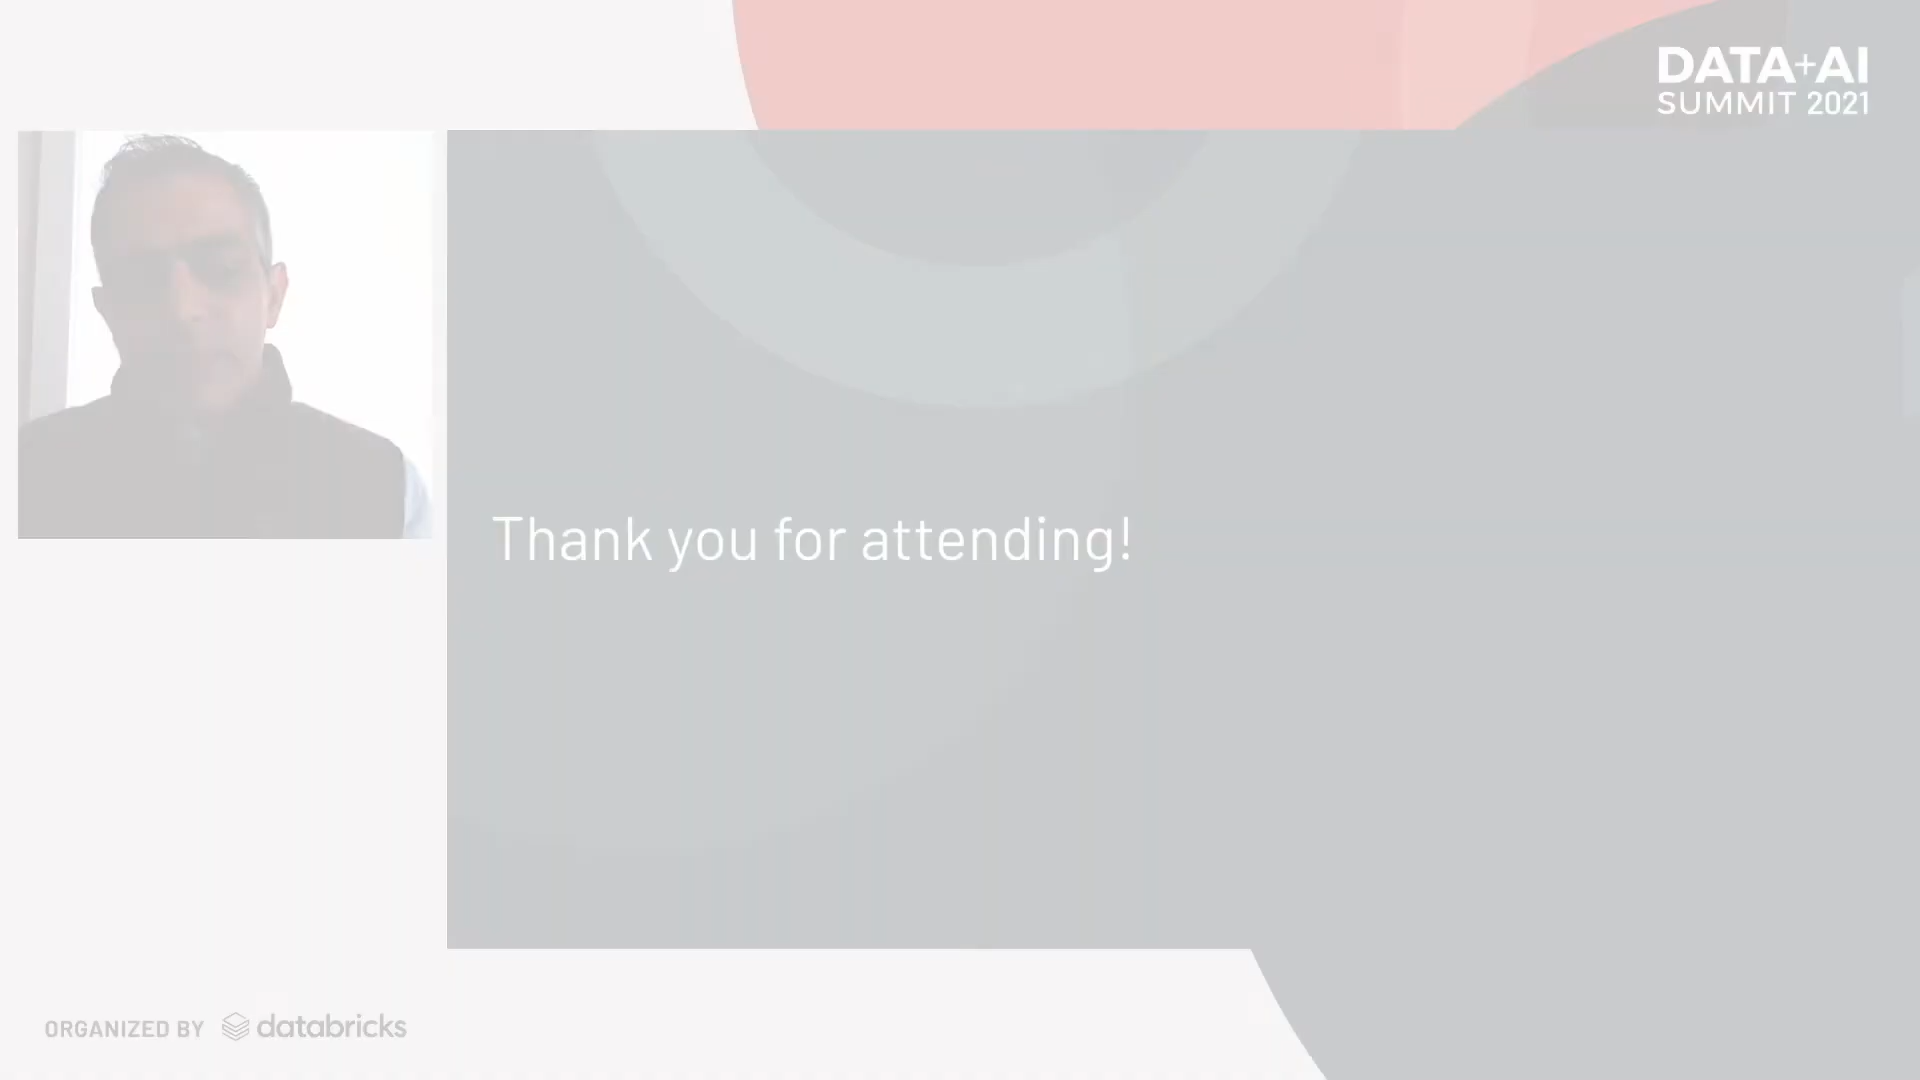 DATA+AI
SUMMIT 2021
Thank you for attending!
ORGANIZED BY databricks